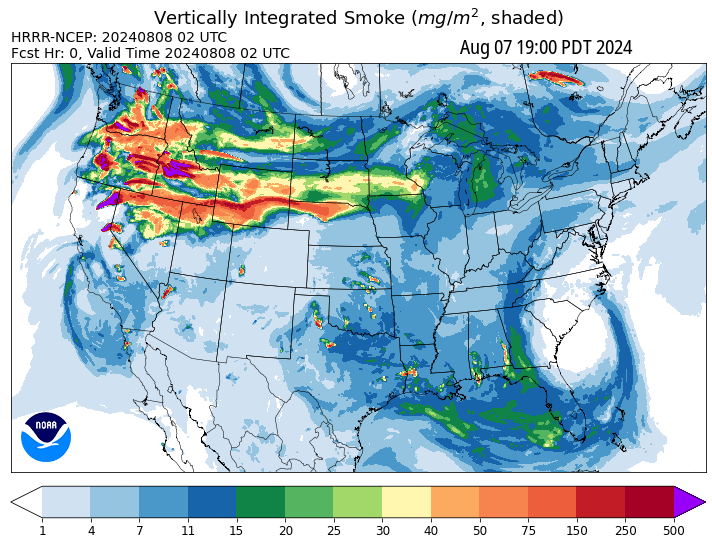 Vertically Integrated Smoke (mg/m², shaded)
HRRR-NCEP: 20240808 02 UTC
Fcst Hr: 0, Valid Time 20240808 02 UTC
Aug 07 19:00 PDT 2024
NOAA
1 4 7 11 15 20 25 30 40 50 75 150 250 500